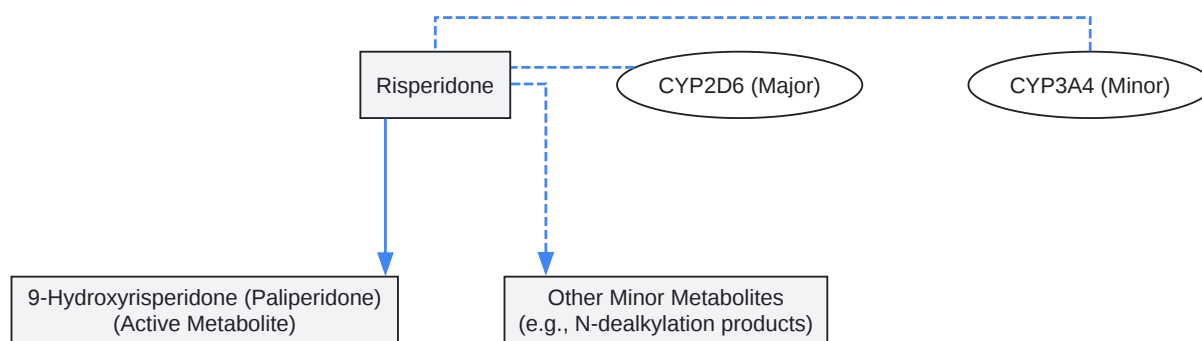 Risperidone
CYP2D6 (Major)
CYP3A4 (Minor)
9-Hydroxyrisperidone (Paliperidone)
(Active Metabolite)
Other Minor Metabolites
(e.g., N-dealkylation products)